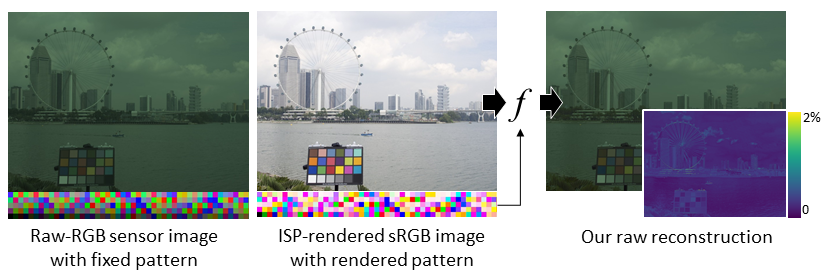 f
2%
0
Raw-RGB sensor image
with fixed pattern
ISP-rendered sRGB image
with rendered pattern
Our raw reconstruction